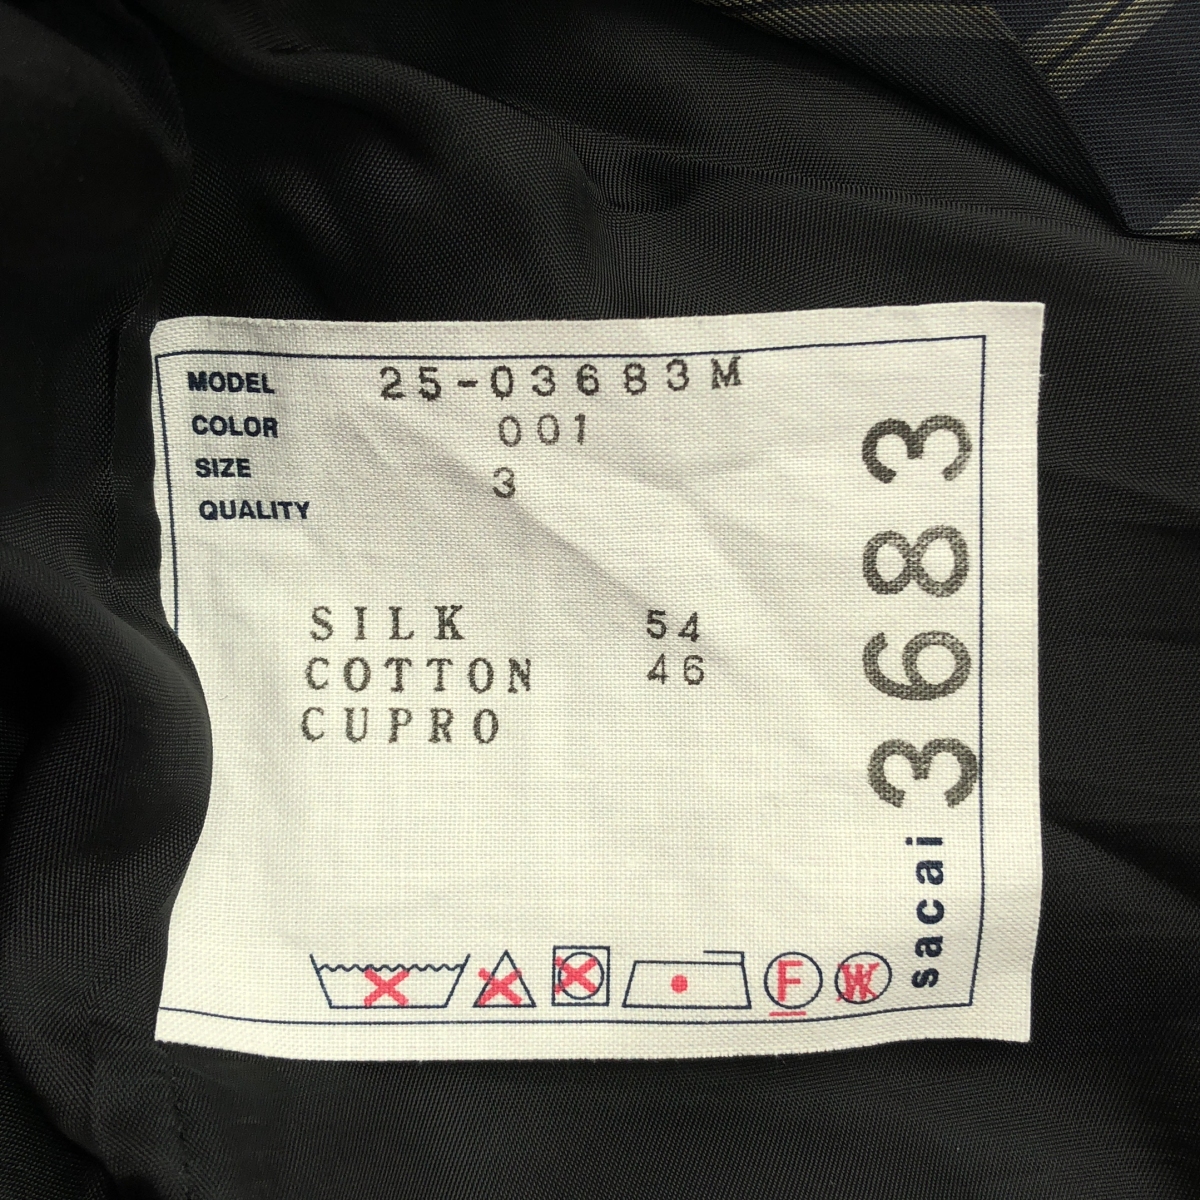 MODEL 25-03683M
COLOR 001
SIZE 3
QUALITY
SILK 54
COTTON 46
CUPRO
F
W
sacai 3683